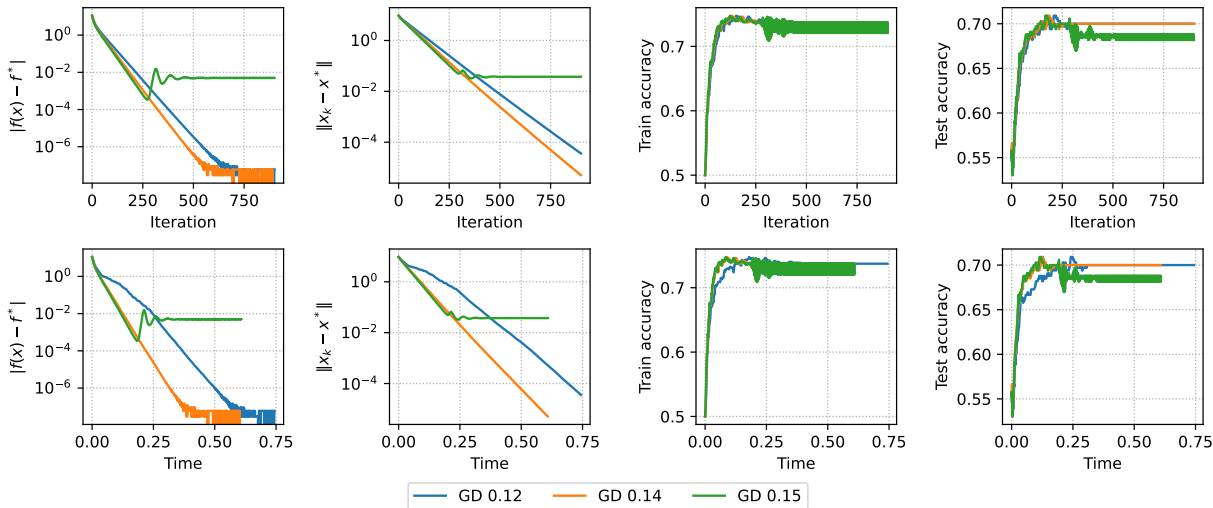 |f(x) − f*|
10⁰
10⁻²
10⁻⁴
10⁻⁶
0 250 500 750
Iteration
‖xₖ − x*‖
10⁰
10⁻²
10⁻⁴
0 250 500 750
Iteration
Train accuracy
0.7
0.6
0.5
0 250 500 750
Iteration
Test accuracy
0.70
0.65
0.60
0.55
0 250 500 750
Iteration
|f(x) − f*|
10⁰
10⁻²
10⁻⁴
10⁻⁶
0.00 0.25 0.50 0.75
Time
‖xₖ − x*‖
10⁰
10⁻²
10⁻⁴
0.00 0.25 0.50 0.75
Time
Train accuracy
0.7
0.6
0.5
0.00 0.25 0.50 0.75
Time
Test accuracy
0.70
0.65
0.60
0.55
0.00 0.25 0.50 0.75
Time
GD 0.12 GD 0.14 GD 0.15